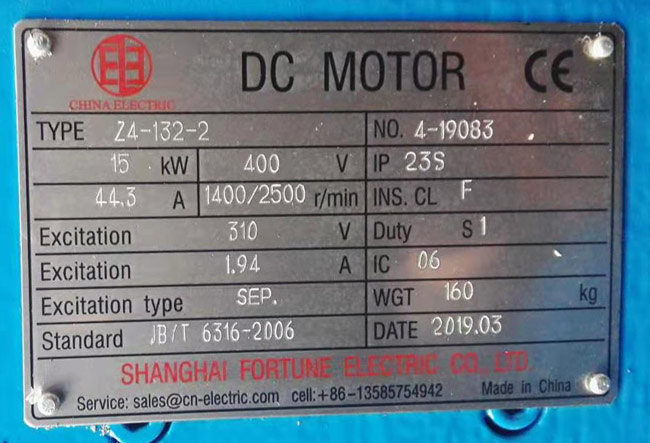 DC MOTOR CE
CHINA ELECTRIC
TYPE Z4-132-2 NO. 4-19083
15 kW 400 V IP 23S
44.3 A 1400/2500 r/min INS. CL F
Excitation 310 V Duty S1
Excitation 1.94 A IC 06
Excitation type SEP. WGT 160 kg
Standard JB/T 6316-2006 DATE 2019.03
SHANGHAI FORTUNE ELECTRIC CO., LTD.
Service: sales@cn-electric.com cell:+86-13585754942 Made in China